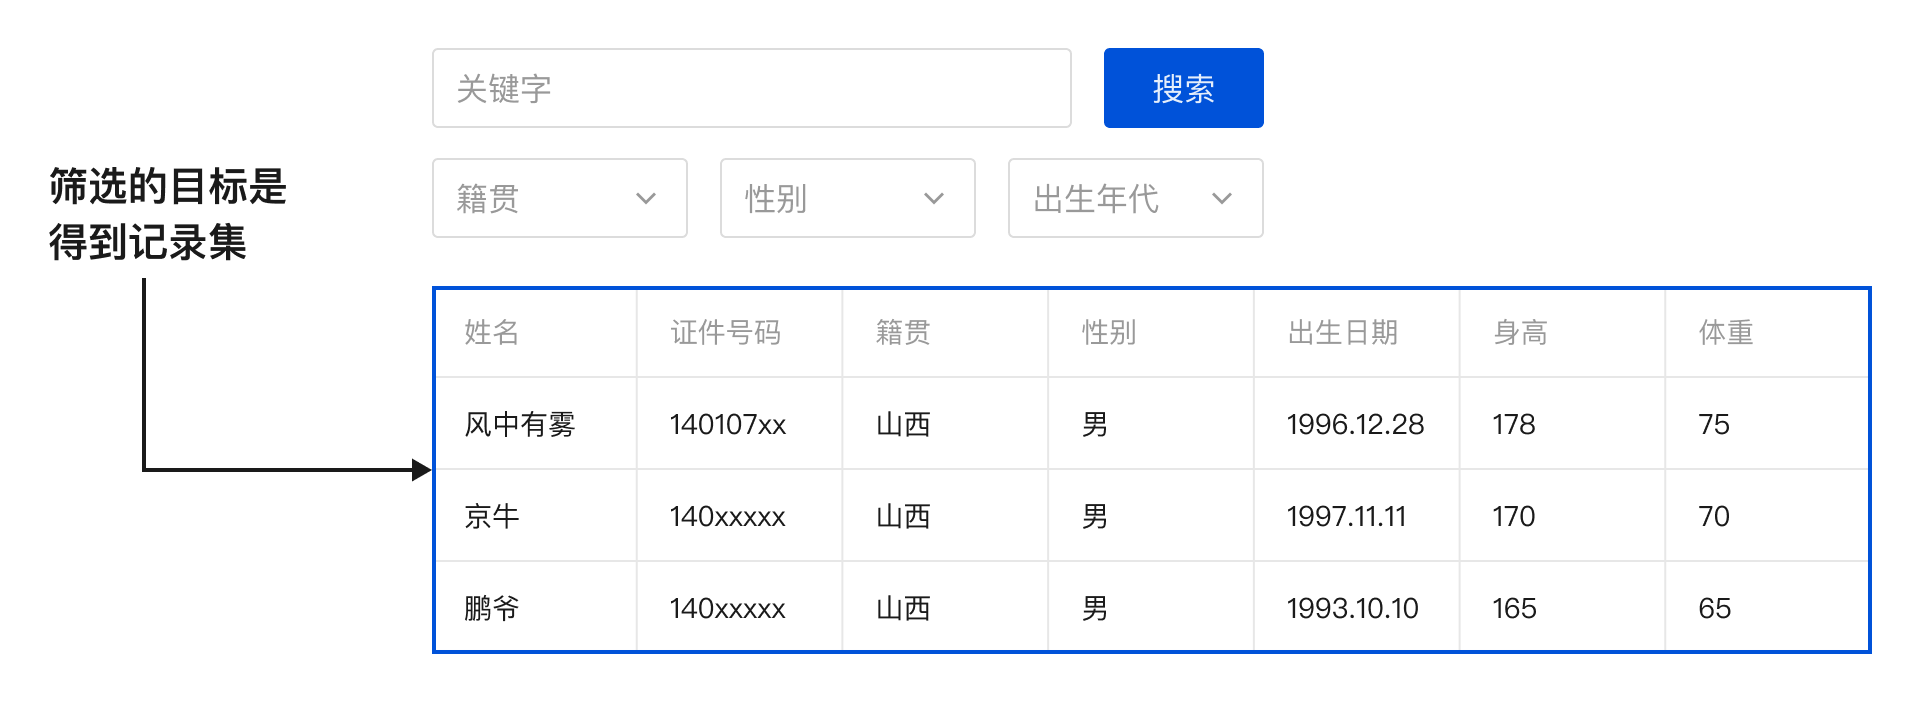 关键字
搜索
籍贯 性别 出生年代
筛选的目标是
得到记录集
姓名 证件号码 籍贯 性别 出生日期 身高 体重
风中有雾 140107xx 山西 男 1996.12.28 178 75
京牛 140xxxxx 山西 男 1997.11.11 170 70
鹏爷 140xxxxx 山西 男 1993.10.10 165 65